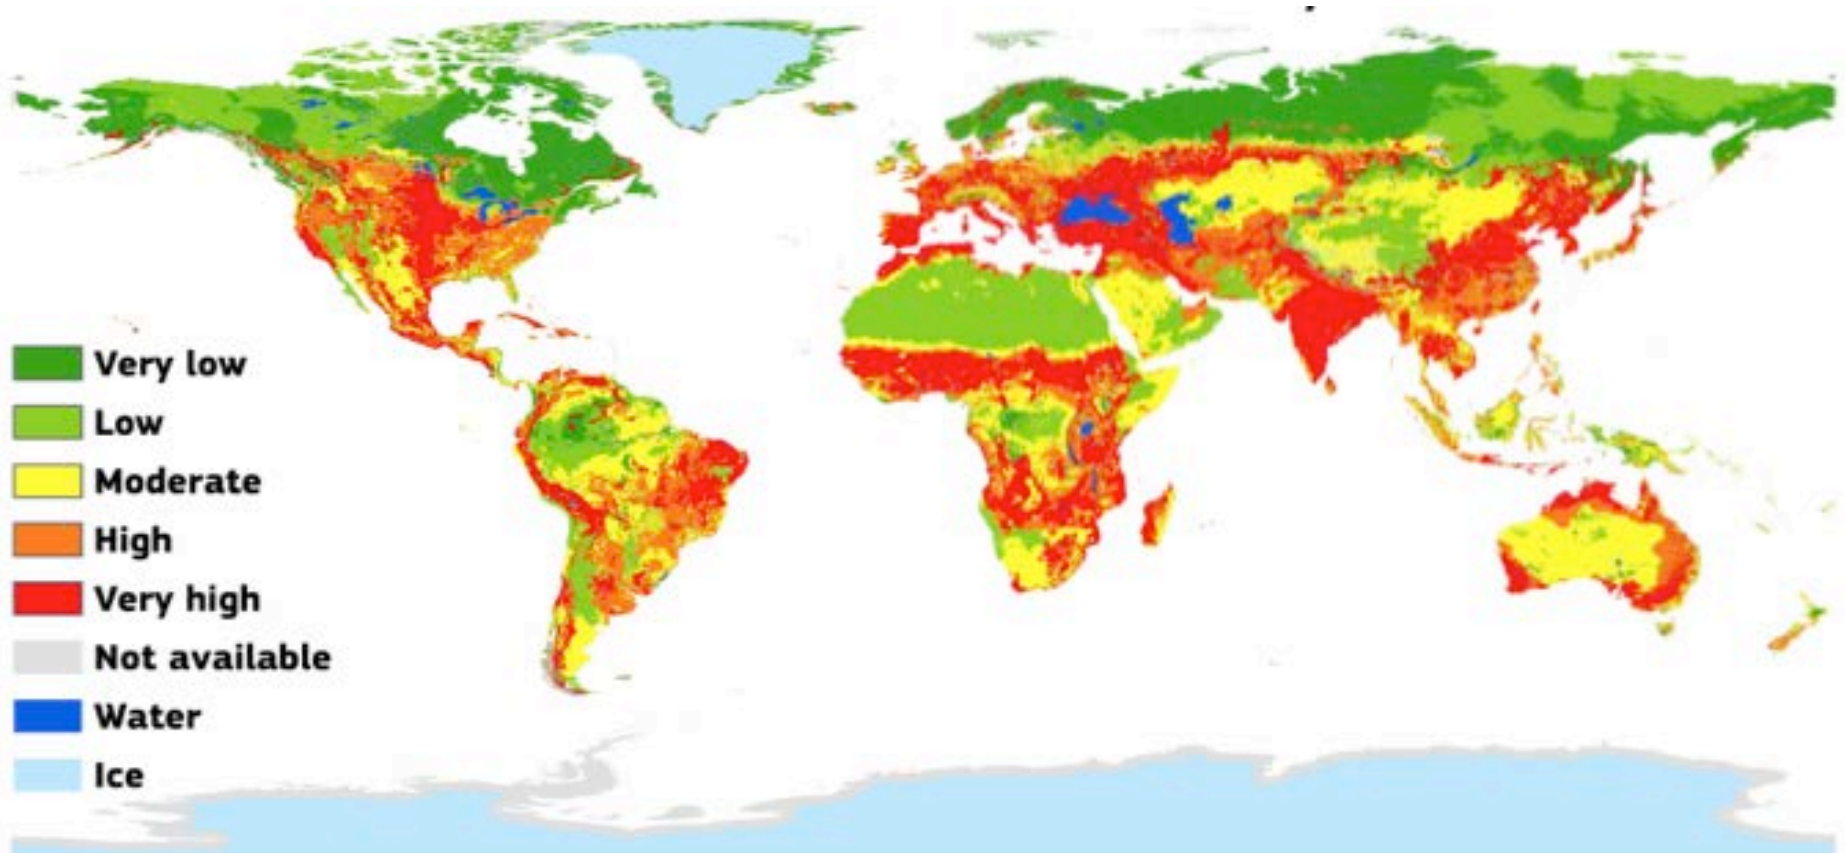 Very low
Low
Moderate
High
Very high
Not available
Water
Ice